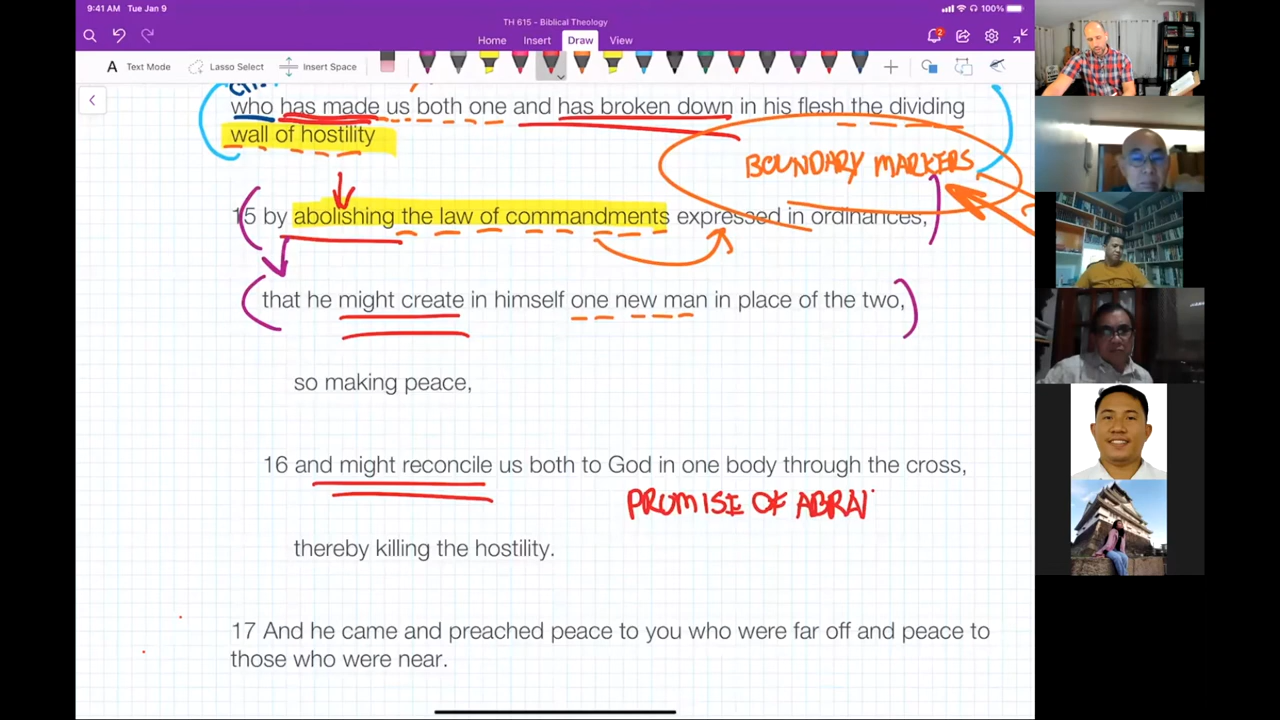 9:41 AM Tue Jan 9
100%
TH 615 - Biblical Theology
Home Insert Draw View
2
A Text Mode Lasso Select Insert Space
who has made us both one and has broken down in his flesh the dividing
wall of hostility
BOUNDARY MARKERS
15 by abolishing the law of commandments expressed in ordinances,
that he might create in himself one new man in place of the two,
so making peace,
16 and might reconcile us both to God in one body through the cross,
PROMISE OF ABRA
thereby killing the hostility.
17 And he came and preached peace to you who were far off and peace to
those who were near.